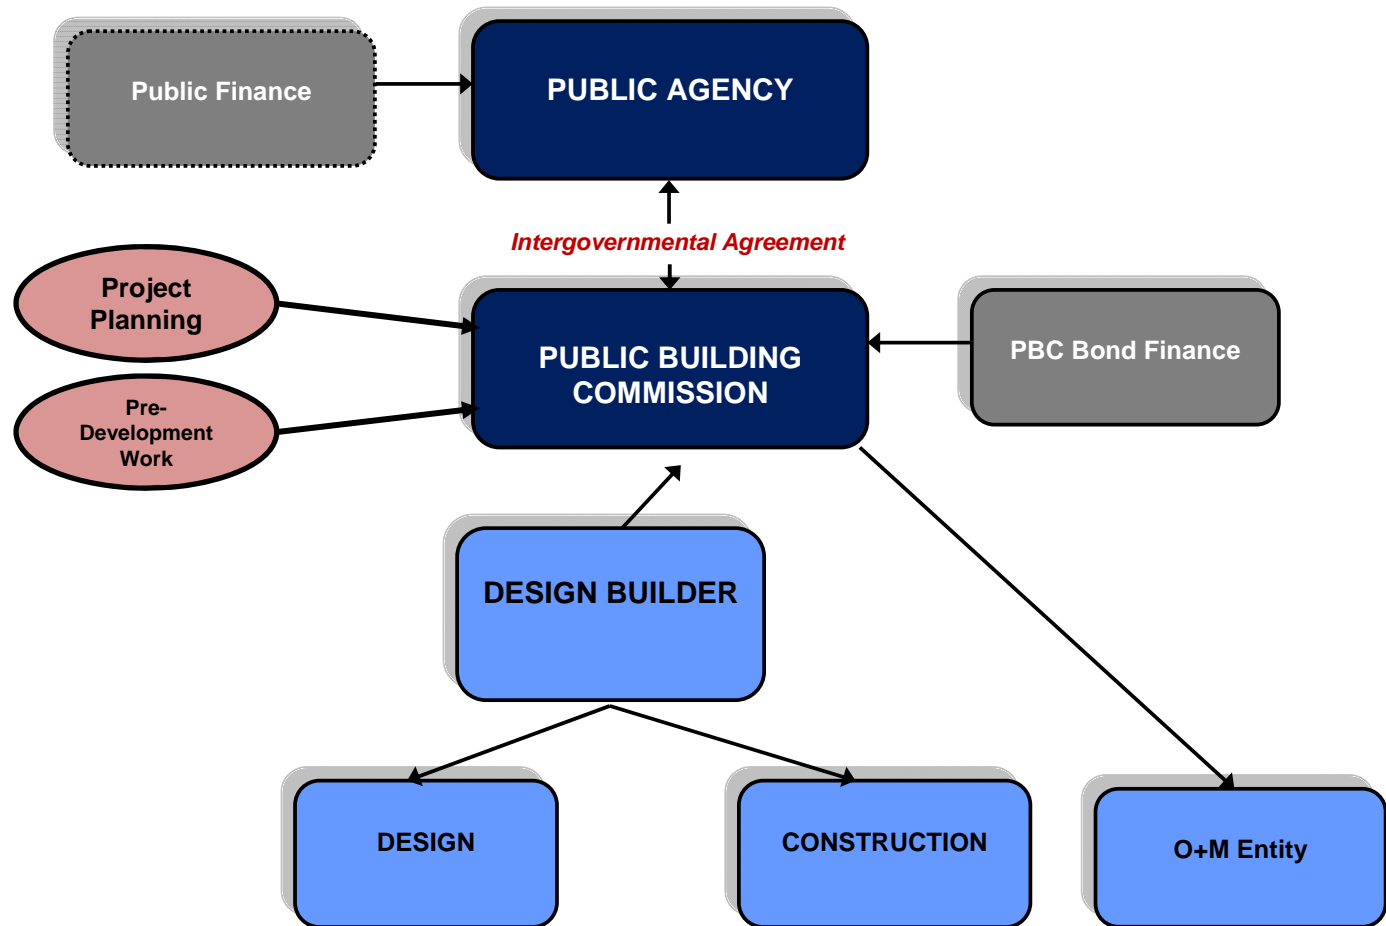 Public Finance
PUBLIC AGENCY
Intergovernmental Agreement
Project
Planning
PUBLIC BUILDING
COMMISSION
PBC Bond Finance
Pre-
Development
Work
DESIGN BUILDER
DESIGN
CONSTRUCTION
O+M Entity